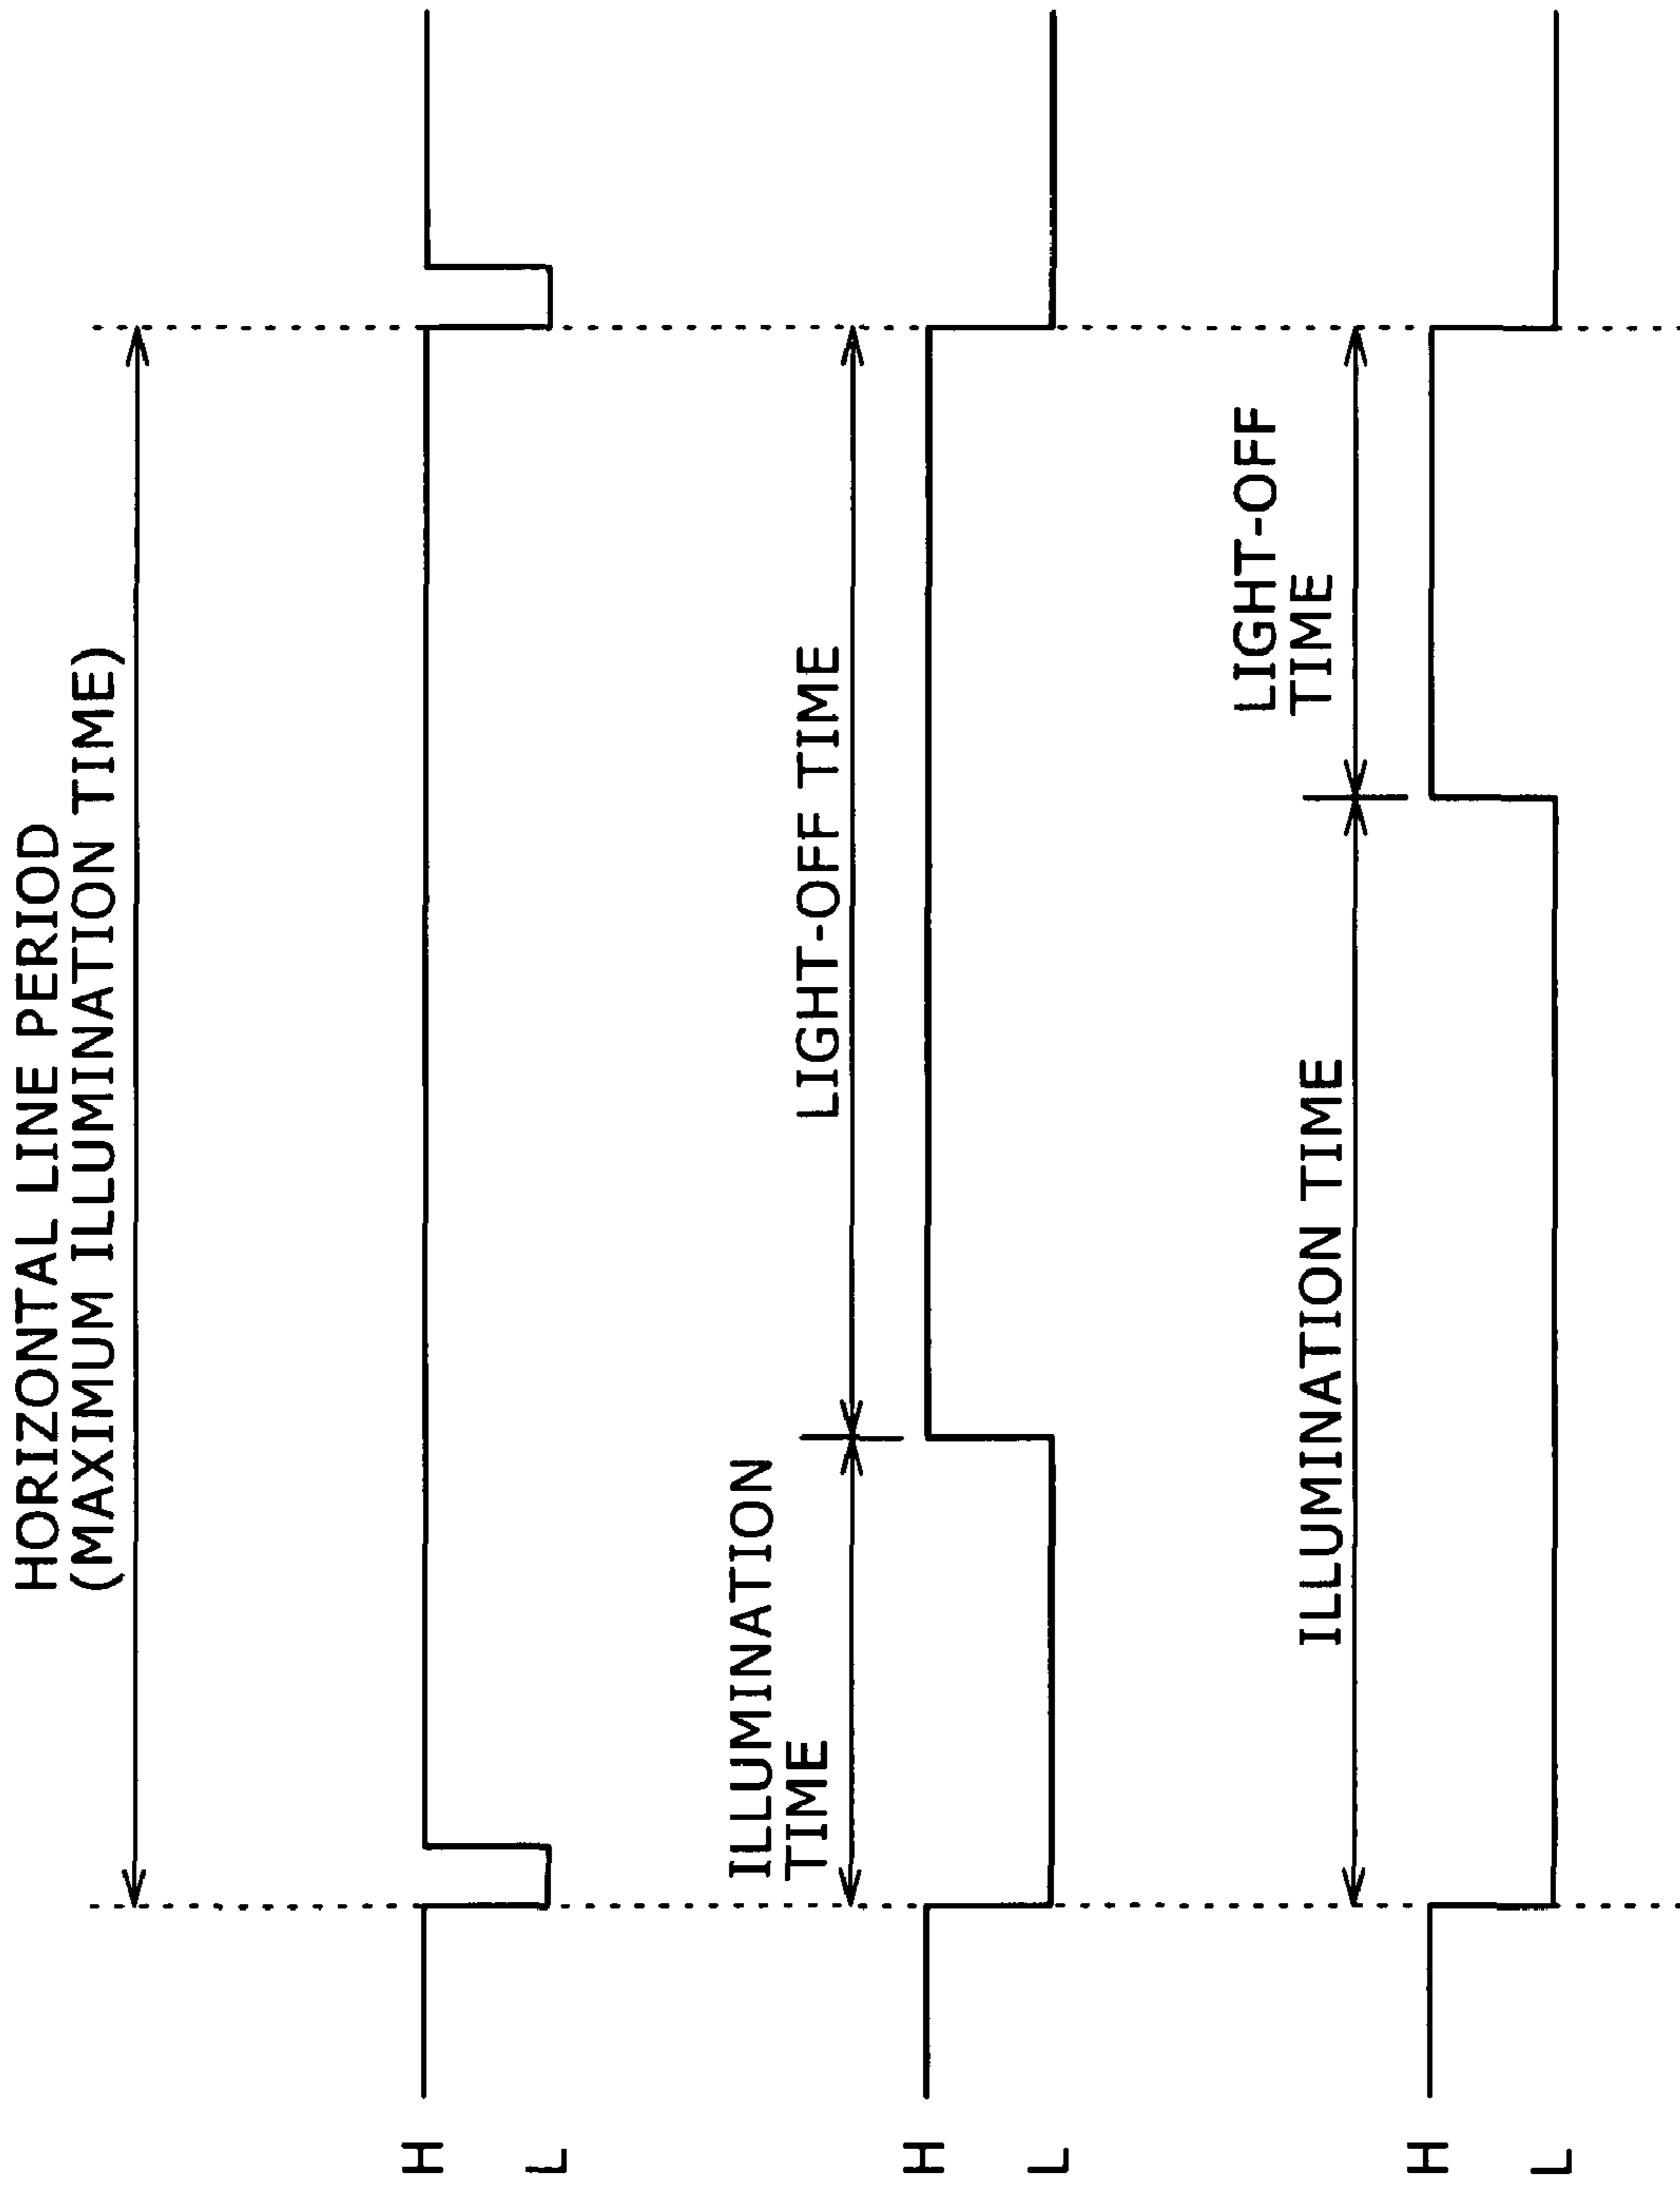 HORIZONTAL LINE PERIOD
(MAXIMUM ILLUMINATION TIME)
H
L
ILLUMINATION
TIME
LIGHT-OFF TIME
H
L
ILLUMINATION TIME
LIGHT-OFF
TIME
H
L